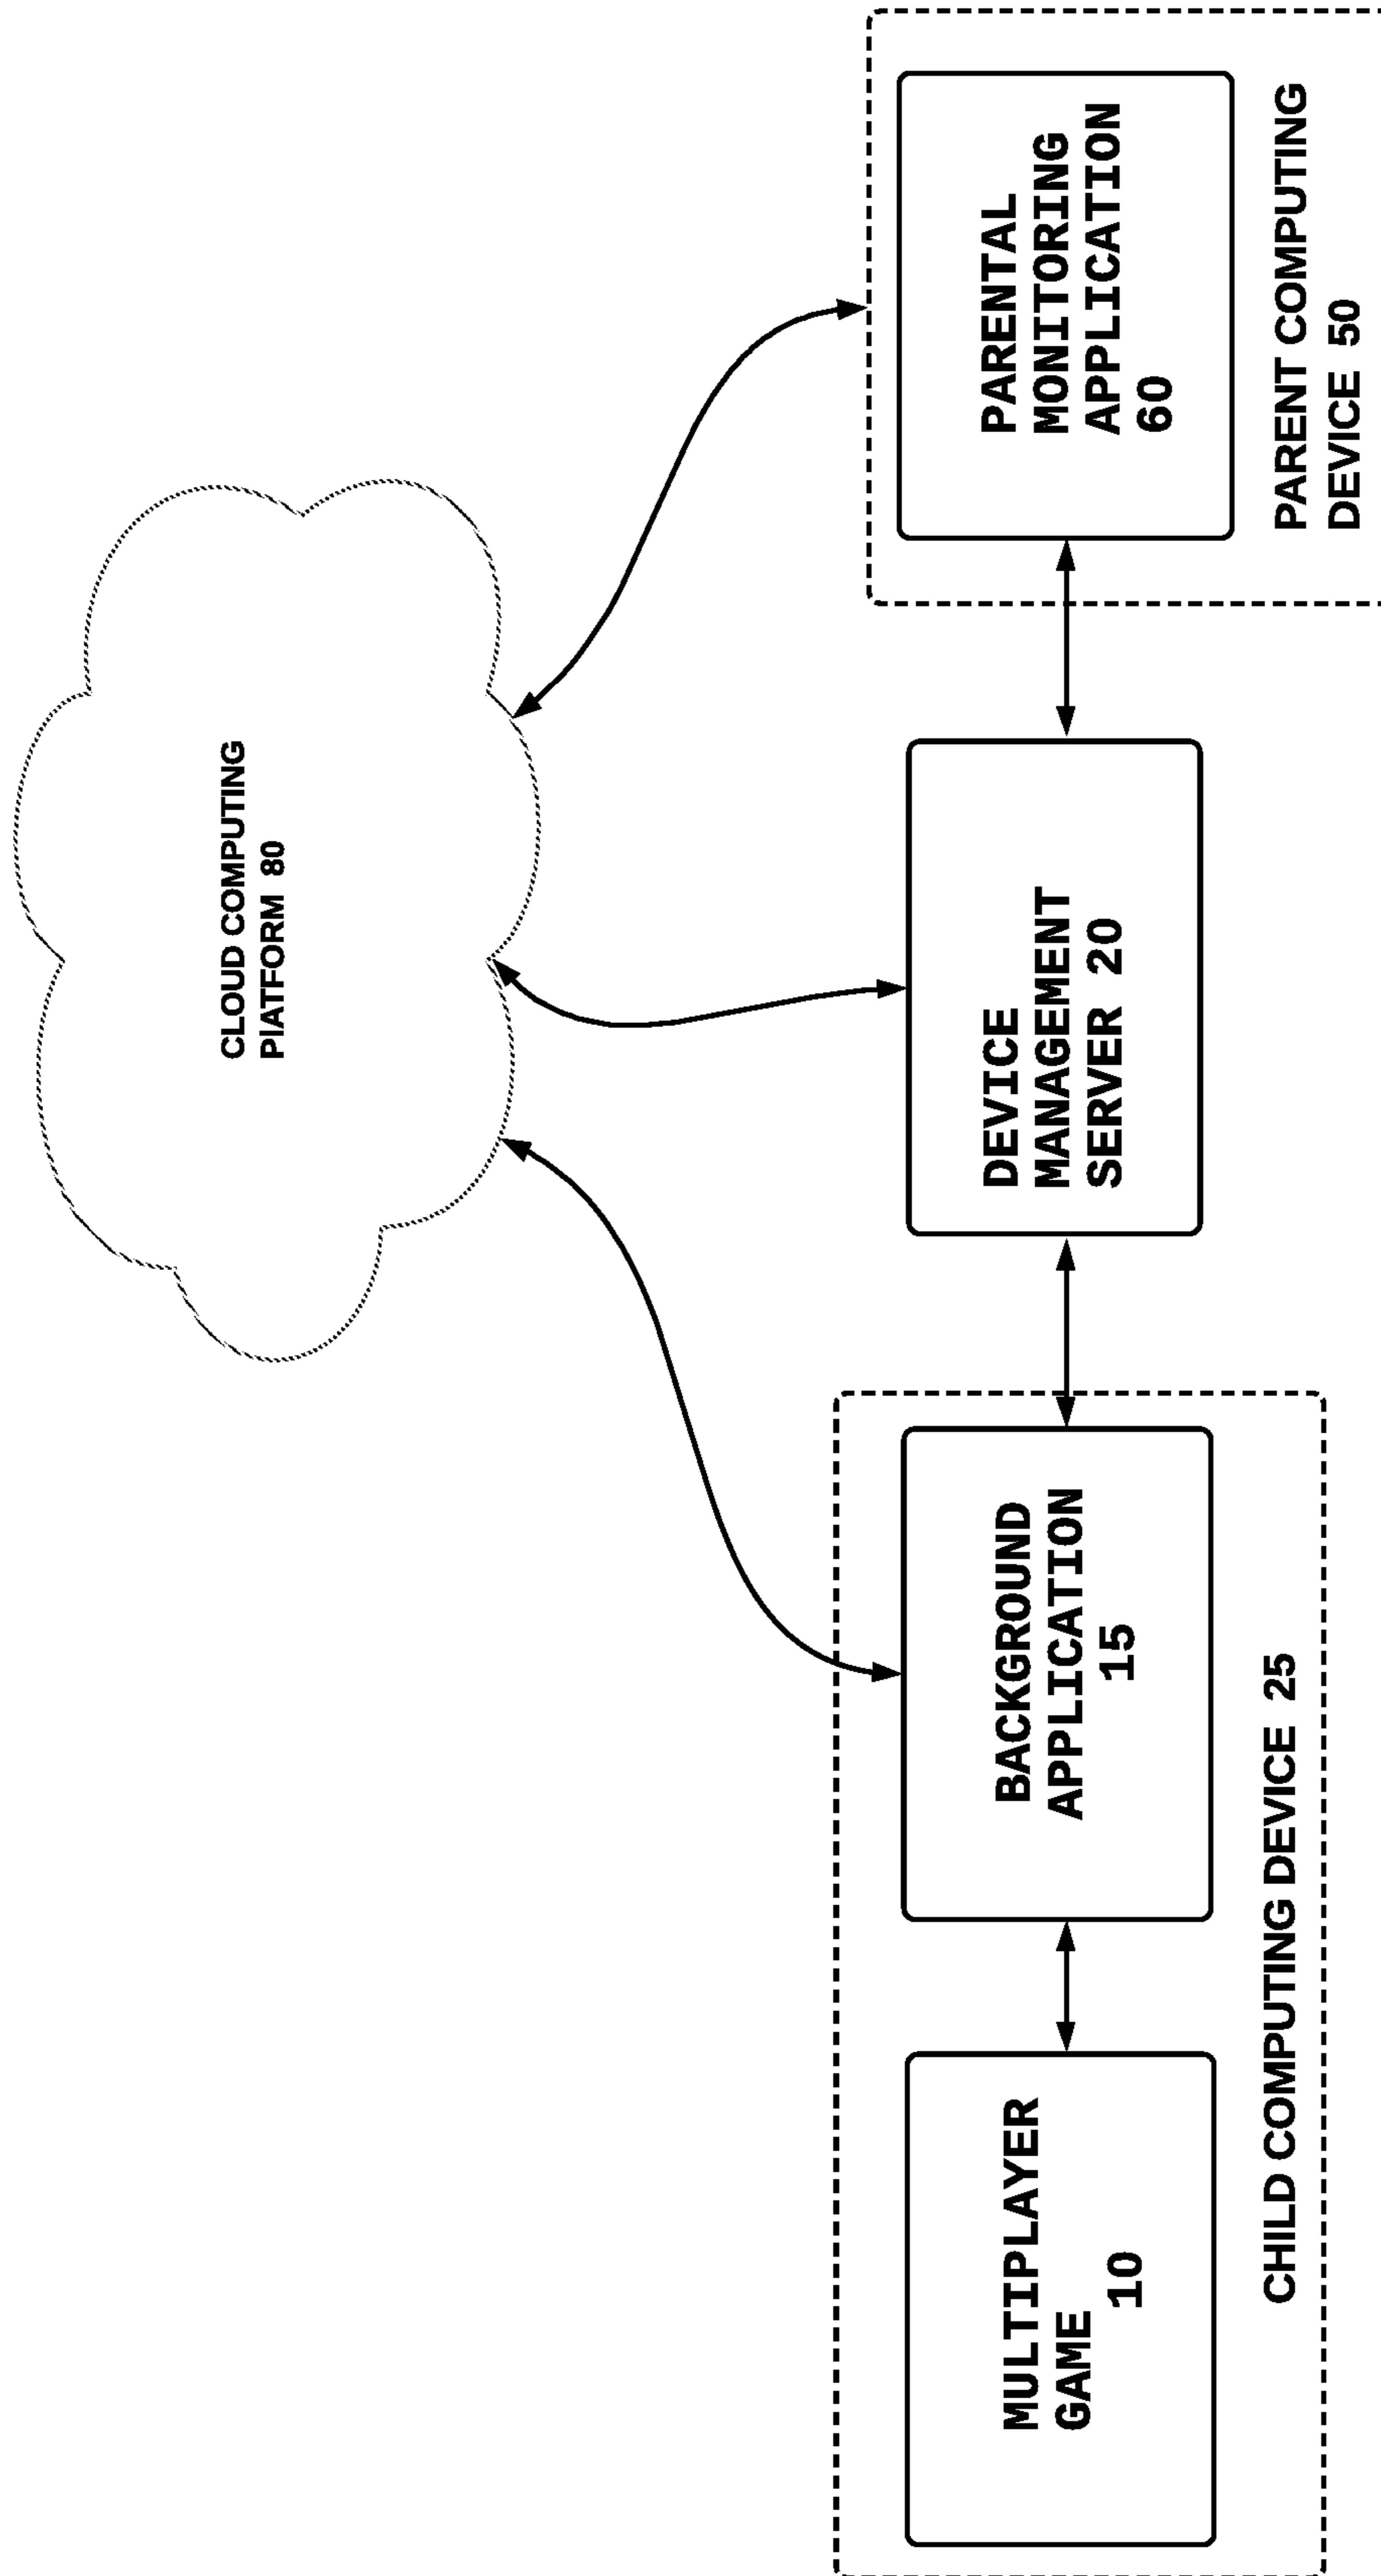 CLOUD COMPUTING
PIATFORM 80
MULTIPLAYER
GAME
10
BACKGROUND
APPLICATION
15
CHILD COMPUTING DEVICE 25
DEVICE
MANAGEMENT
SERVER 20
PARENTAL
MONITORING
APPLICATION
60
PARENT COMPUTING
DEVICE 50